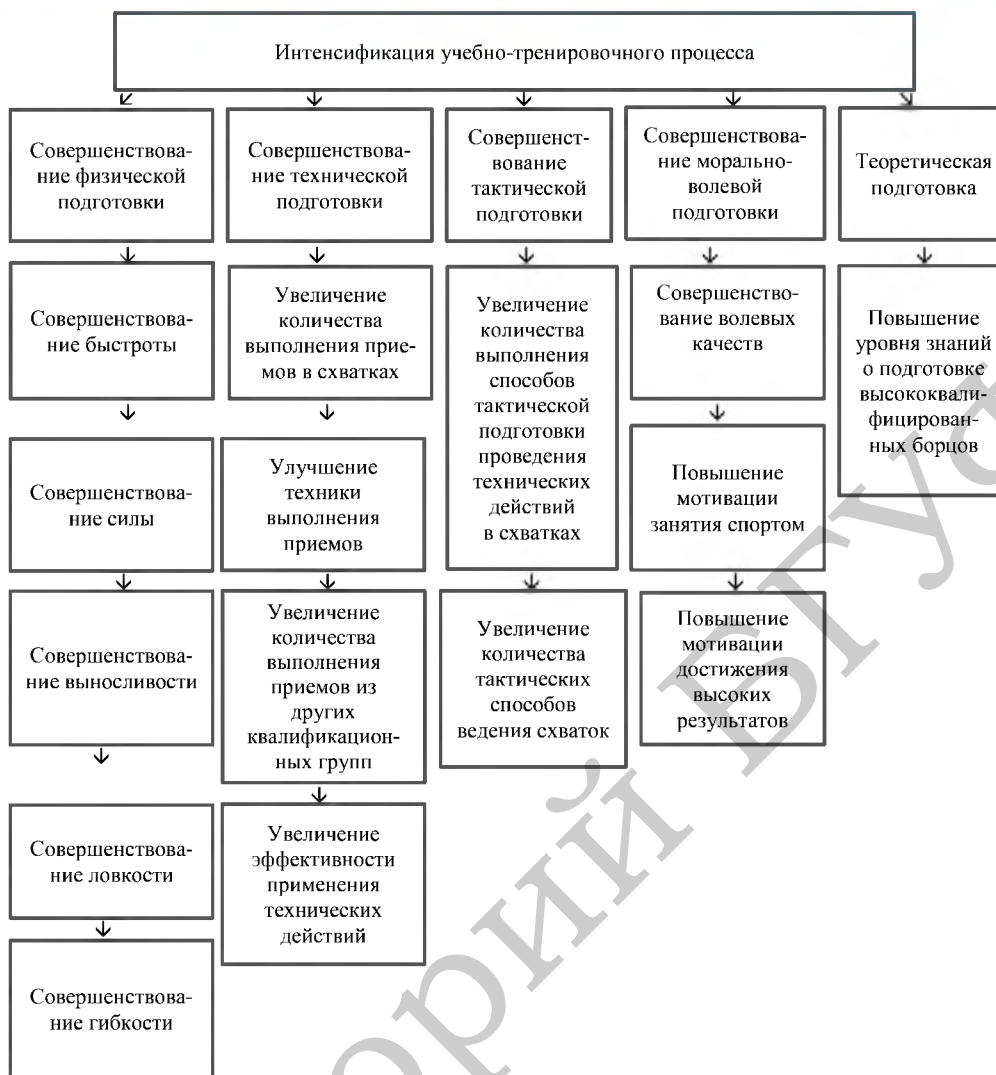 Интенсификация учебно-тренировочного процесса
Совершенствова-
ние физической
подготовки
Совершенствова-
ние технической
подготовки
Совершенст-
вование
тактической
подготовки
Совершенствова-
ние морально-
волевой
подготовки
Теоретическая
подготовка
Совершенствова-
ние быстроты
Увеличение
количества
выполнения прие-
мов в схватках
Увеличение
количества
выполнения
способов
тактической
подготовки
проведения
технических
действий
в схватках
Совершенство-
вание волевых
качеств
Повышение
уровня знаний
о подготовке
высококвали-
фицирован-
ных борцов
Совершенствова-
ние силы
Улучшение
техники
выполнения
приемов
Повышение
мотивации
занятия спортом
Совершенствова-
ние выносливости
Увеличение
количества
выполнения
приемов из
других
квалификацион-
ных групп
Увеличение
количества
тактических
способов
ведения схваток
Повышение
мотивации
достижения
высоких
результатов
Совершенствова-
ние ловкости
Увеличение
эффективности
применения
технических
действий
Совершенствова-
ние гибкости